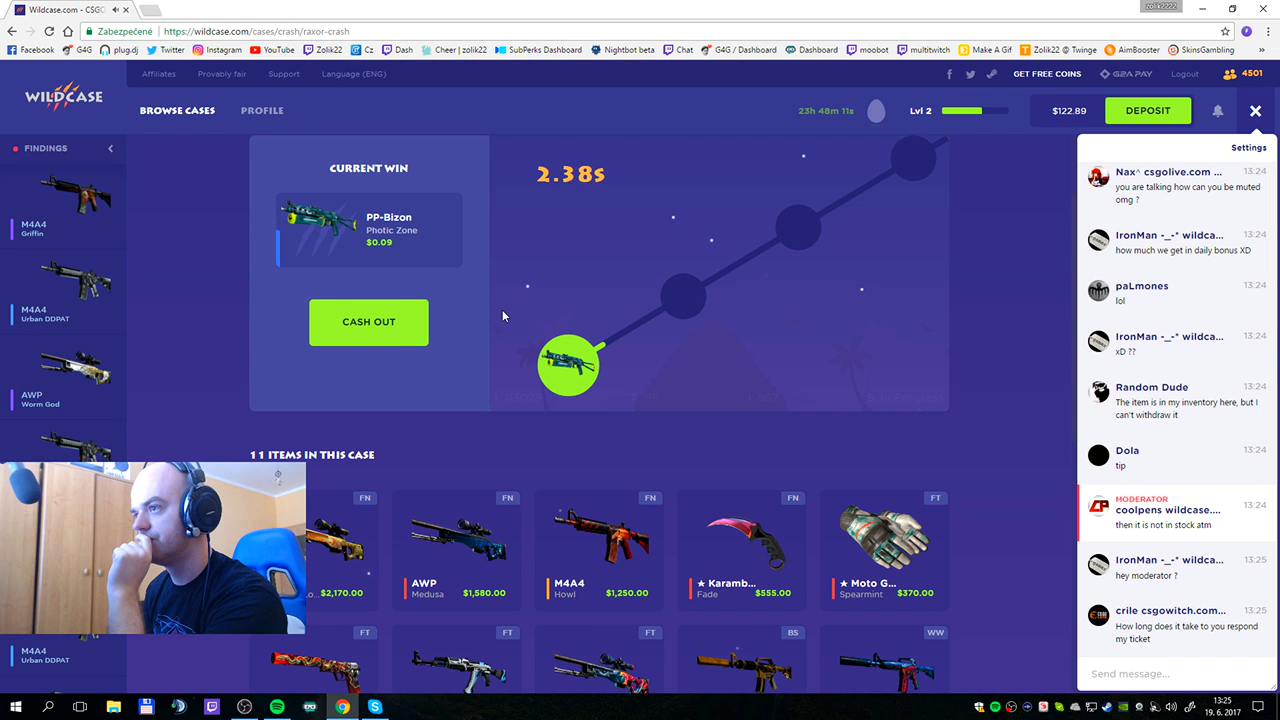 Wildcase.com - CSGO
zolik2222
Zabezpečené
https://wildcase.com/cases/crash/raxor-crash
Facebook
G4G
plug.dj
Twitter
Instagram
YouTube
Zolik22
Cz
Dash
Cheer | zolik22
SubPerks Dashboard
Nightbot beta
Chat
G4G / Dashboard
Dashboard
moobot
multitwitch
Make A Gif
Zolik22 @ Twinge
AimBooster
SkinsGambling
WILDCASE
Affiliates
Provably fair
Support
Language (ENG)
GET FREE COINS
G2A PAY
Logout
4501
BROWSE CASES
PROFILE
23h 48m 11s
Lvl 2
$122.89
DEPOSIT
FINDINGS
M4A4
Griffin
M4A4
Urban DDPAT
AWP
Worm God
M4A4
Urban DDPAT
CURRENT WIN
PP-Bizon
Photic Zone
$0.09
CASH OUT
2.38s
11 ITEMS IN THIS CASE
FN
$2,170.00
FN
AWP
Medusa
$1,580.00
FN
M4A4
Howl
$1,250.00
FN
★ Karamb...
Fade
$555.00
FT
★ Moto G...
Spearmint
$370.00
FT
FT
FT
BS
WW
Settings
Nax^ csgolive.com ...
13:24
you are talking how can you be muted
omg ?
IronMan -_-* wildca...
13:24
how much we get in daily bonus XD
paLmones
13:24
lol
IronMan -_-* wildca...
13:24
xD ??
Random Dude
13:24
The item is in my inventory here, but I
can't withdraw it
Dola
13:24
tip
MODERATOR
coolpens wildcase....
13:24
then it is not in stock atm
IronMan -_-* wildca...
13:25
hey moderator ?
crile csgowitch.com...
13:25
How long does it take to you respond
my ticket
Send message...
13:25
19. 6. 2017